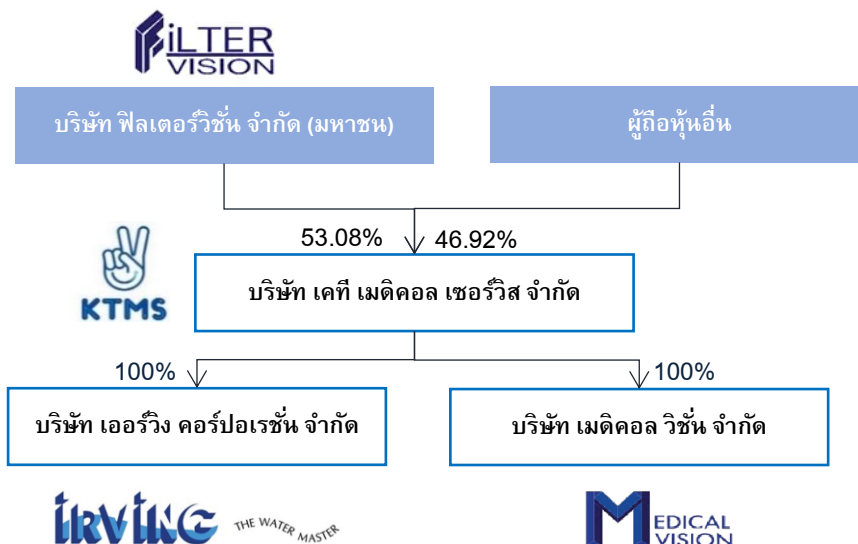 FiLTER
VISION
บริษัท ฟิลเตอร์วิชั่น จำกัด (มหาชน)
ผู้ถือหุ้นอื่น
53.08%
46.92%
KTMS
บริษัท เคที เมดิคอล เซอร์วิส จำกัด
100%
100%
บริษัท เออร์วิง คอร์ปอเรชั่น จำกัด
บริษัท เมดิคอล วิชั่น จำกัด
iRViNG THE WATER MASTER
MEDICAL
VISION